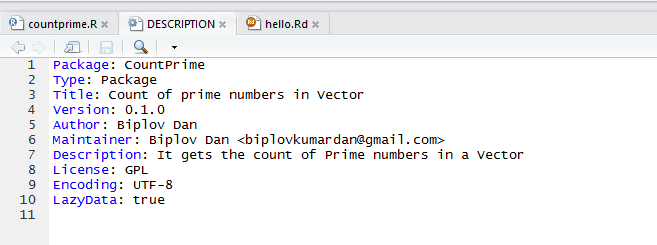 countprime.R × DESCRIPTION × hello.Rd ×
1 Package: CountPrime
2 Type: Package
3 Title: Count of prime numbers in Vector
4 Version: 0.1.0
5 Author: Biplov Dan
6 Maintainer: Biplov Dan <biplovkumardan@gmail.com>
7 Description: It gets the count of Prime numbers in a Vector
8 License: GPL
9 Encoding: UTF-8
10 LazyData: true
11